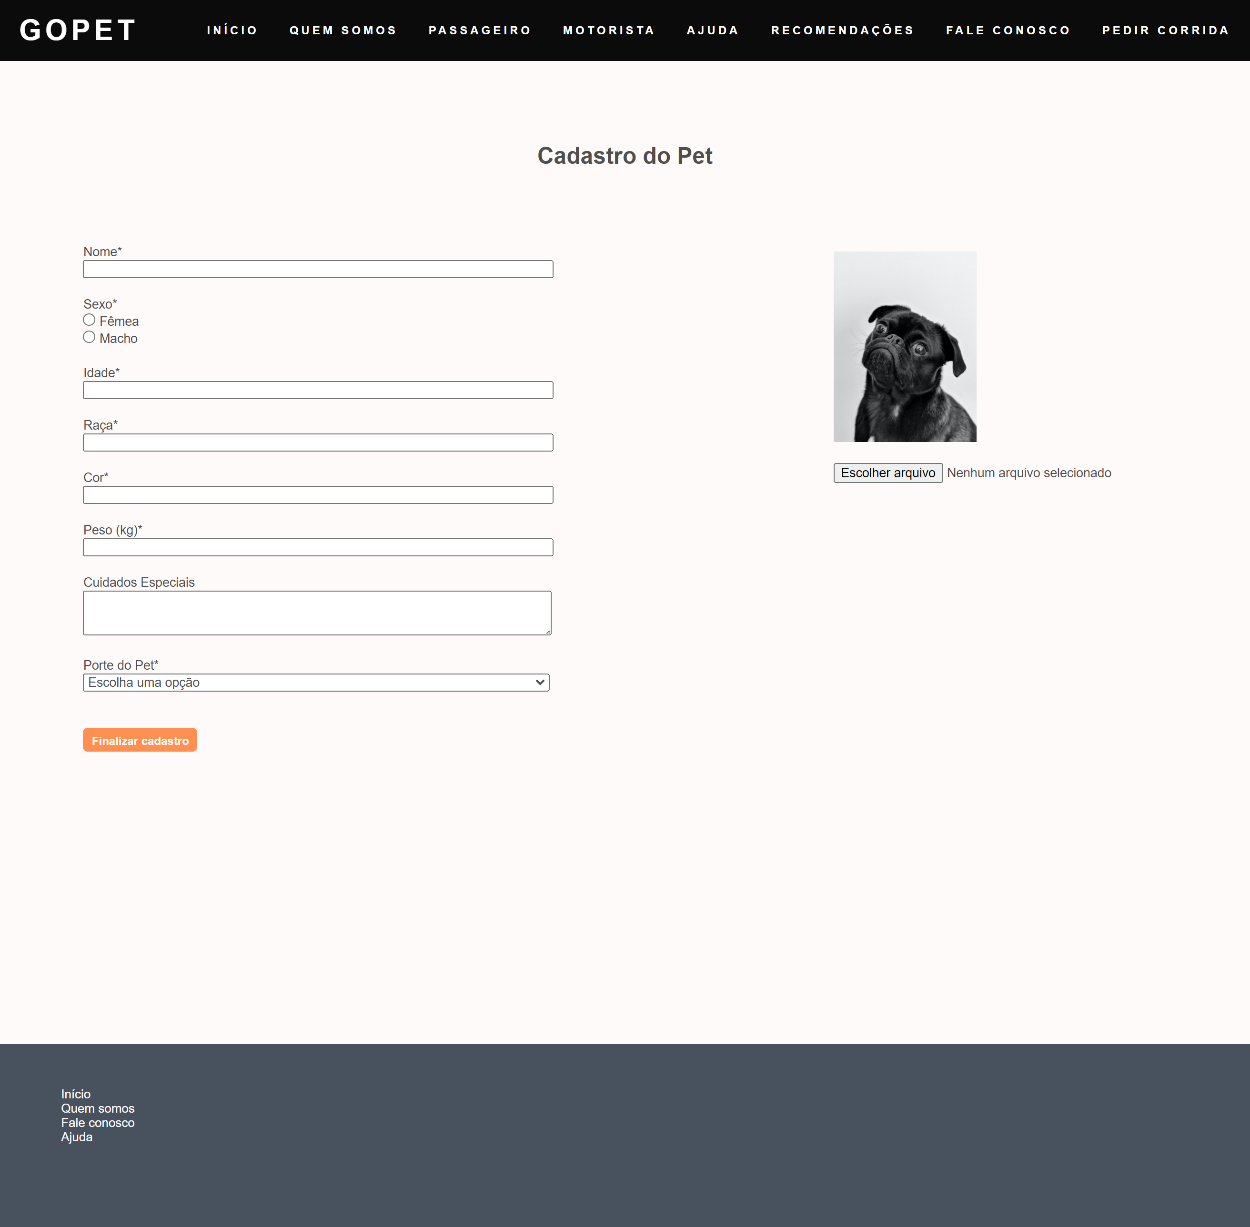 GOPET
INÍCIO QUEM SOMOS PASSAGEIRO MOTORISTA AJUDA RECOMENDAÇÕES FALE CONOSCO PEDIR CORRIDA
Cadastro do Pet
Nome*
Sexo*
Fêmea
Macho
Idade*
Raça*
Cor*
Peso (kg)*
Cuidados Especiais
Porte do Pet*
Escolha uma opção
Finalizar cadastro
Escolher arquivo Nenhum arquivo selecionado
Início
Quem somos
Fale conosco
Ajuda